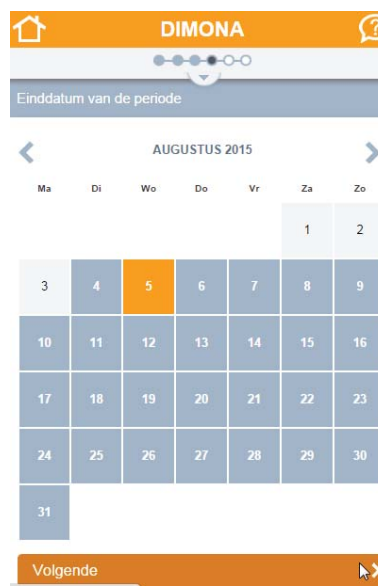 DIMONA
?
Einddatum van de periode
AUGUSTUS 2015
Ma Di Wo Do Vr Za Zo
1 2
3 4 5 6 7 8 9
10 11 12 13 14 15 16
17 18 19 20 21 22 23
24 25 26 27 28 29 30
31
Volgende